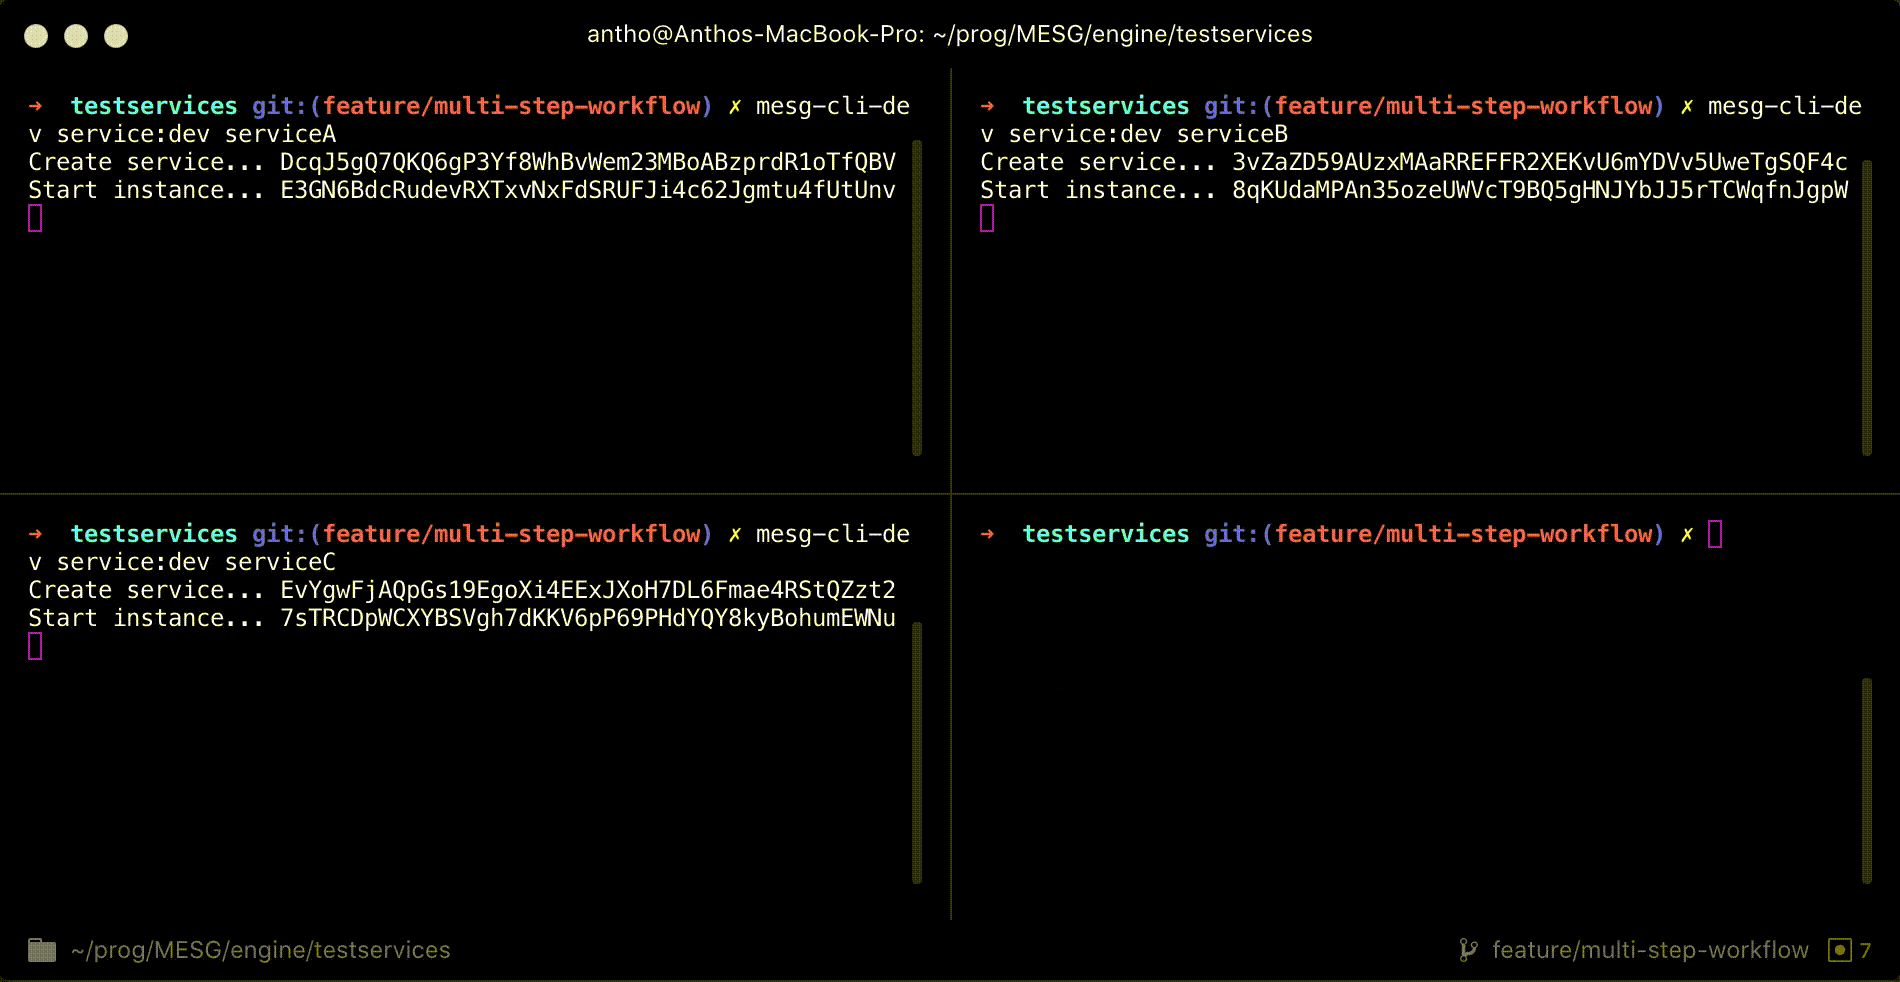 antho@Anthos-MacBook-Pro: ~/prog/MESG/engine/testservices
➜ testservices git:(feature/multi-step-workflow) ✗ mesg-cli-de
v service:dev serviceA
Create service... DcqJ5gQ7QKQ6gP3Yf8WhBvWem23MBoABzprdR1oTfQBV
Start instance... E3GN6BdcRudevRXTxvNxFdSRUFJi4c62Jgmtu4fUtUnv
➜ testservices git:(feature/multi-step-workflow) ✗ mesg-cli-de
v service:dev serviceB
Create service... 3vZaZD59AUzxMAaRREFFR2XEKvU6mYDVv5UweTgSQF4c
Start instance... 8qKUdaMPAn35ozeUWVcT9BQ5gHNJYbJJ5rTCWqfnJgpW
➜ testservices git:(feature/multi-step-workflow) ✗ mesg-cli-de
v service:dev serviceC
Create service... EvYgwFjAQpGs19EgoXi4EExJXoH7DL6Fmae4RStQZzt2
Start instance... 7sTRCDpWCXYBSVgh7dKKV6pP69PHdYQY8kyBohumEWNu
➜ testservices git:(feature/multi-step-workflow) ✗
~/prog/MESG/engine/testservices
feature/multi-step-workflow 7